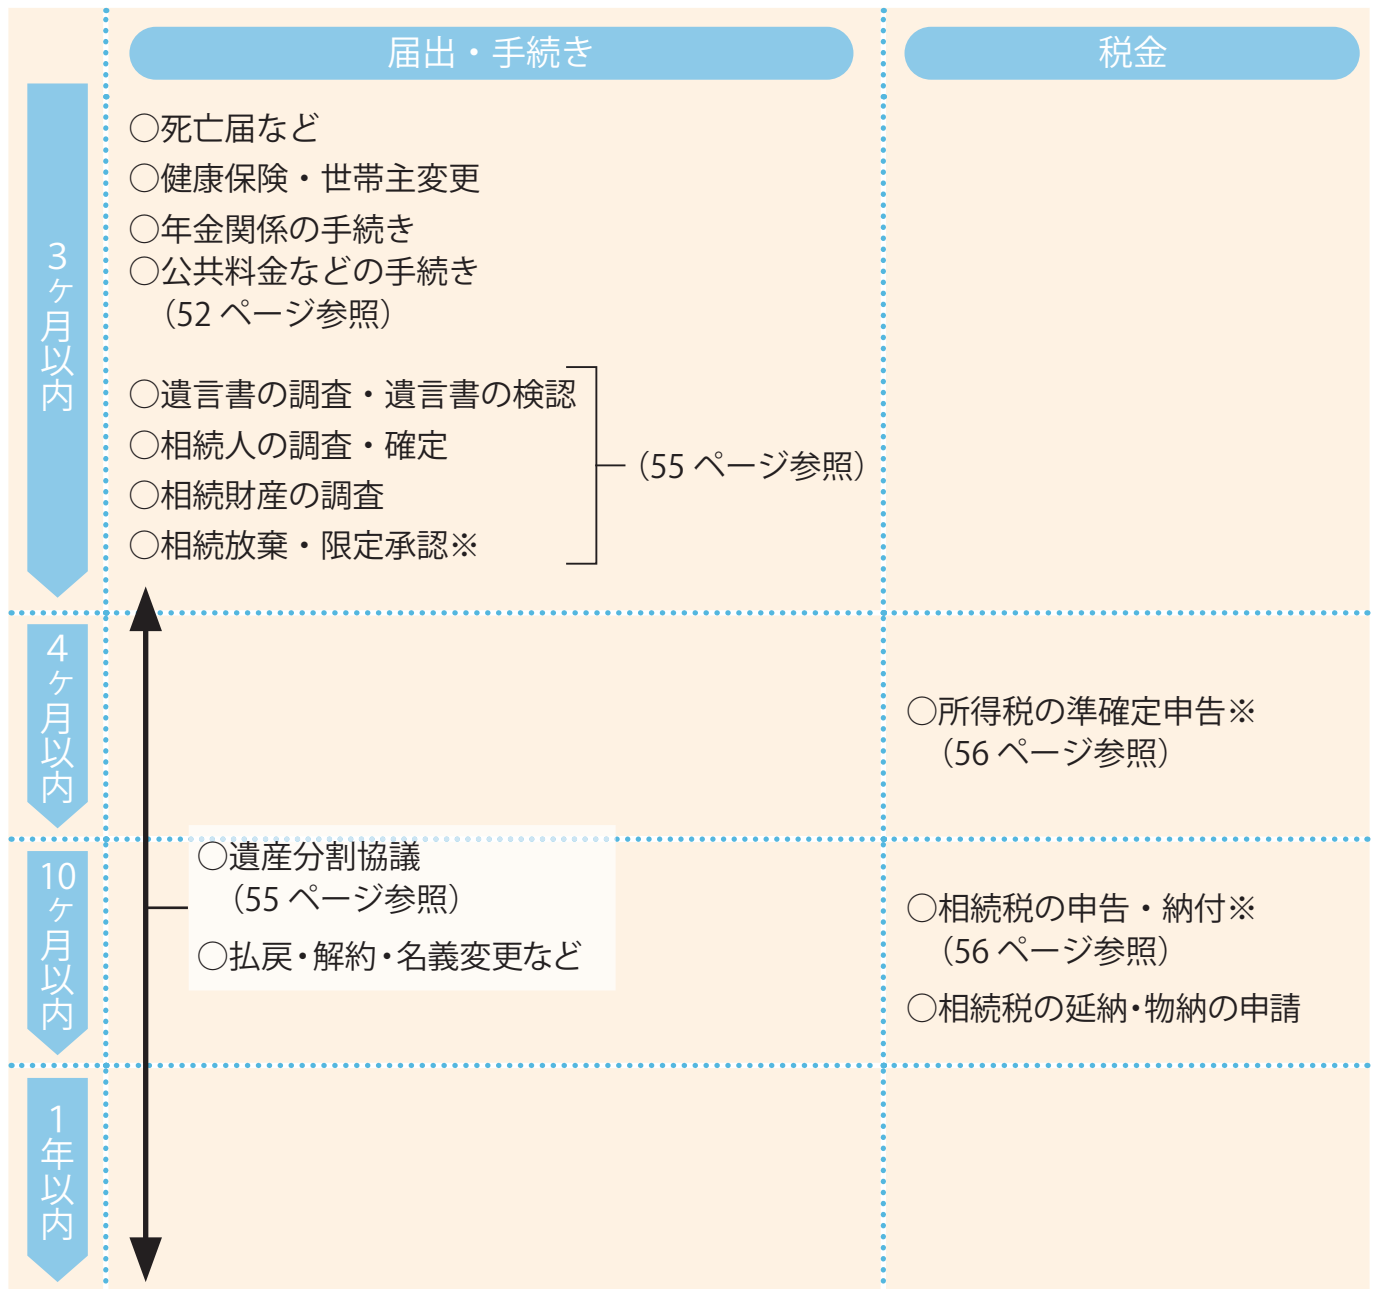 届出・手続き
税金
3ヶ月以内
○死亡届など
○健康保険・世帯主変更
○年金関係の手続き
○公共料金などの手続き
（52 ページ参照）
○遺言書の調査・遺言書の検認
○相続人の調査・確定
○相続財産の調査
○相続放棄・限定承認※
（55 ページ参照）
4ヶ月以内
○所得税の準確定申告※
（56 ページ参照）
10ヶ月以内
○遺産分割協議
（55 ページ参照）
○払戻・解約・名義変更など
○相続税の申告・納付※
（56 ページ参照）
○相続税の延納・物納の申請
1年以内